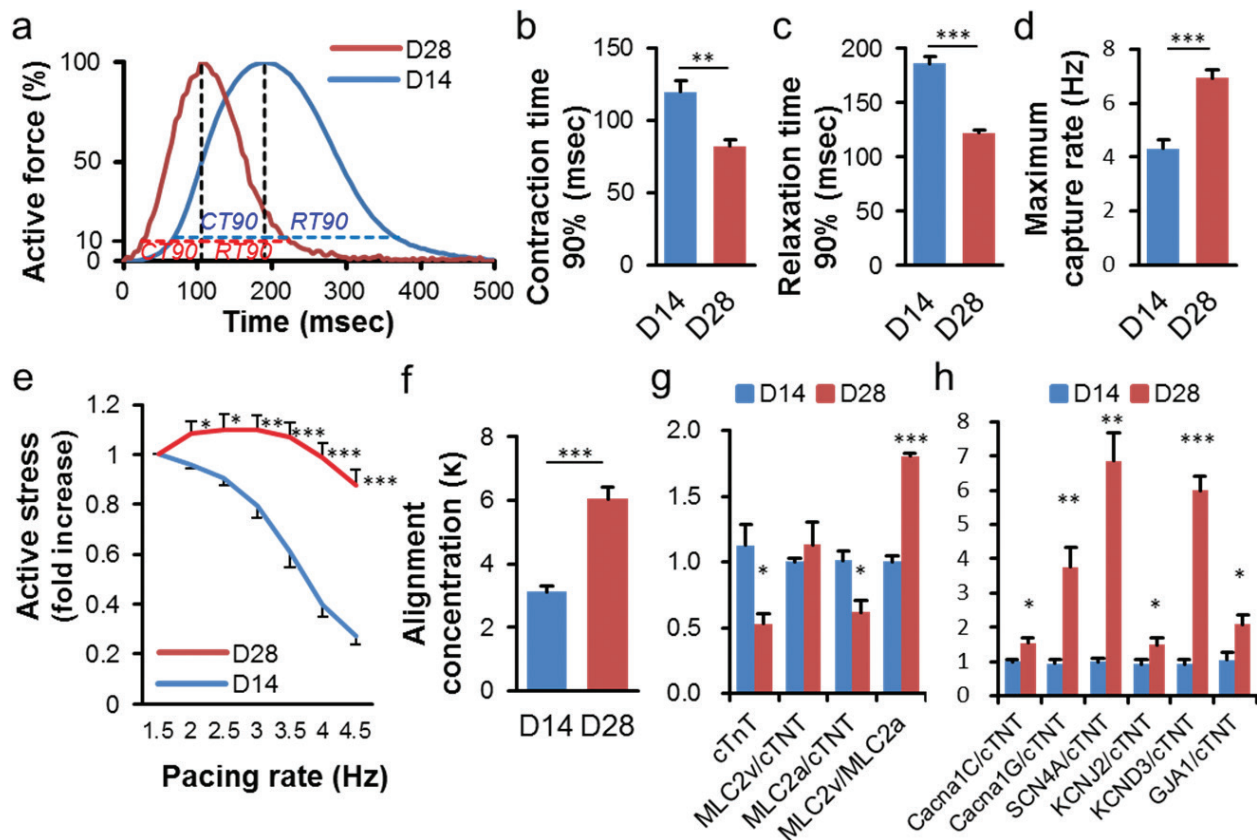 a
D28
D14
Active force (%)
100
50
10
0
CT90
RT90
CT90
RT90
0
100
200
300
400
500
Time (msec)
b
Contraction time
90% (msec)
150
100
50
0
**
D14
D28
c
Relaxation time
90% (msec)
200
150
100
50
0
***
D14
D28
d
Maximum
capture rate (Hz)
8
6
4
2
0
***
D14
D28
e
Active stress
(fold increase)
1.2
1
0.8
0.6
0.4
0.2
0
*
*
**
***
***
***
D28
D14
1.5
2
2.5
3
3.5
4
4.5
Pacing rate (Hz)
f
Alignment
concentration (κ)
8
6
4
2
0
***
D14
D28
g
D14
D28
2.0
1.5
1.0
0.5
0.0
*
*
***
cTnT
MLC2v/cTNT
MLC2a/cTNT
MLC2v/MLC2a
h
D14
D28
8
7
6
5
4
3
2
1
0
*
**
**
*
***
*
Cacna1C/cTNT
Cacna1G/cTNT
SCN4A/cTNT
KCNJ2/cTNT
KCND3/cTNT
GJA1/cTNT